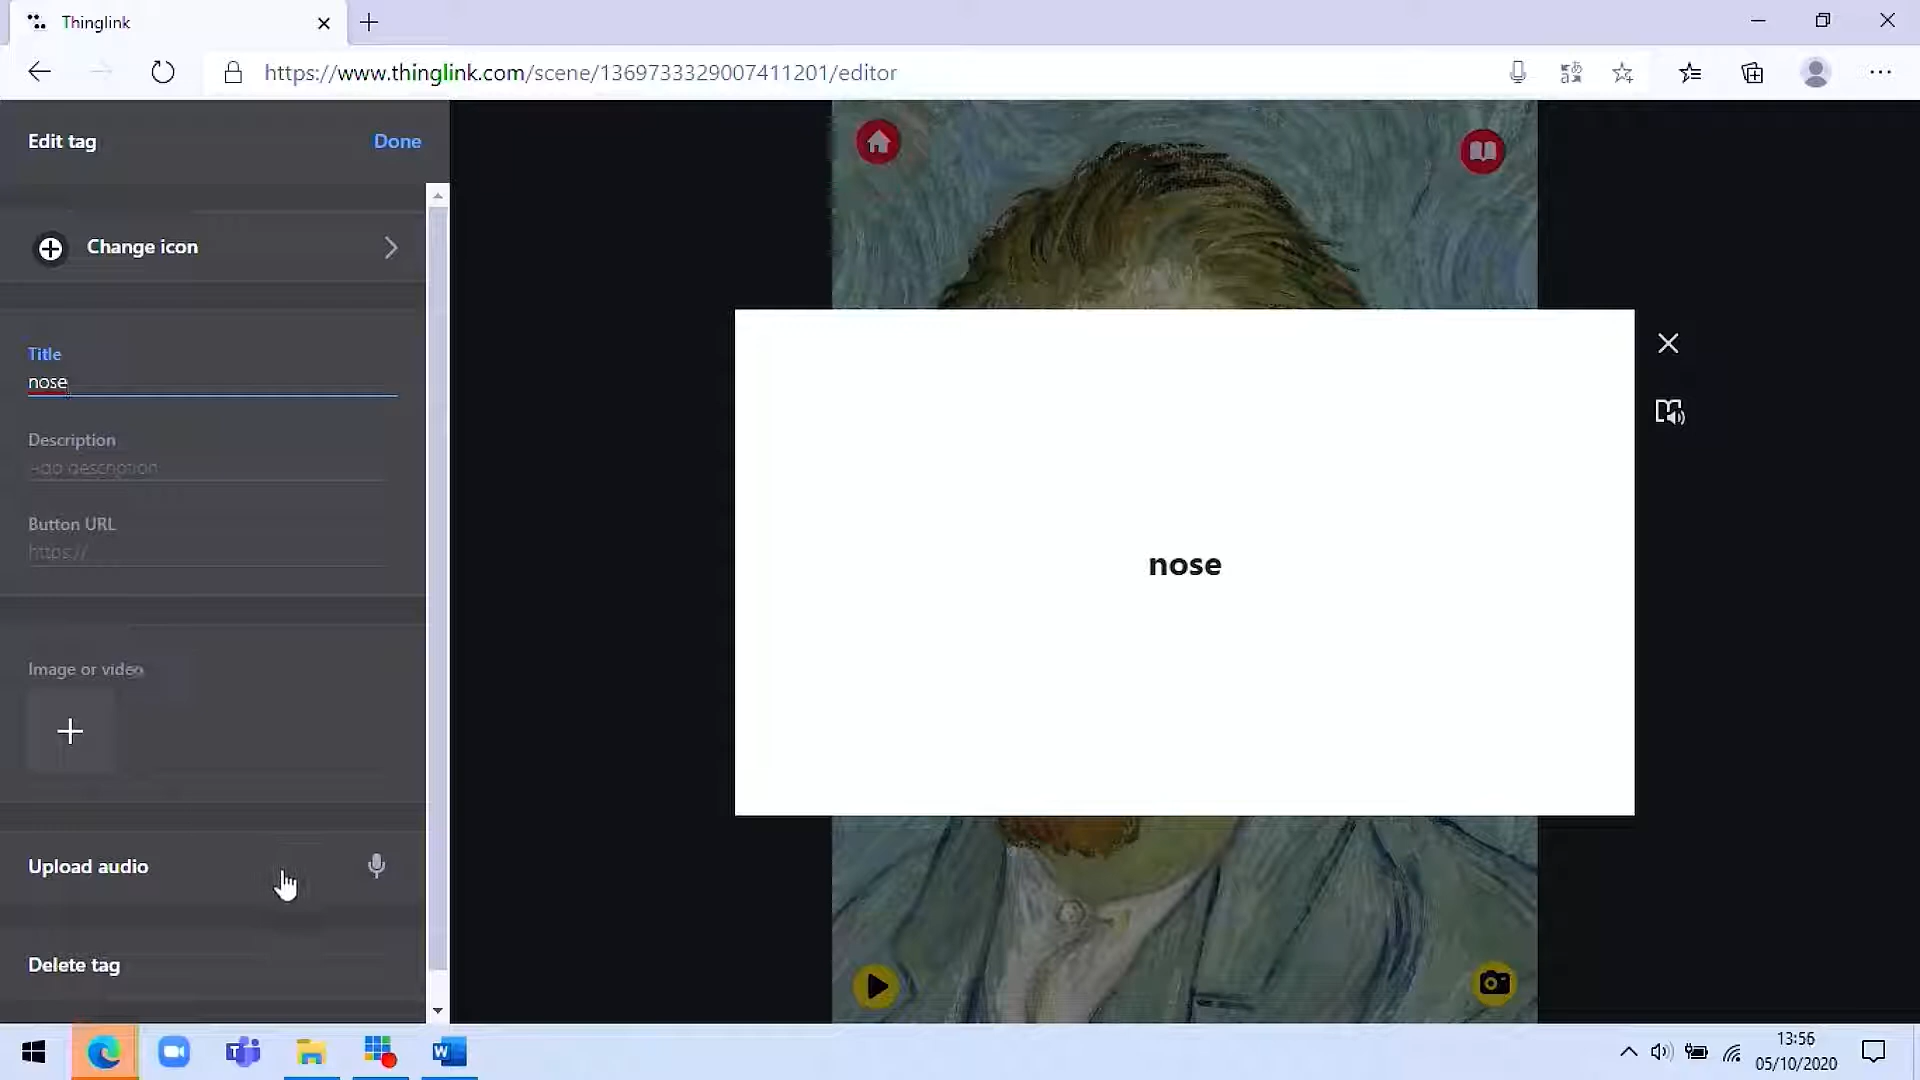 Thinglink
https://www.thinglink.com/scene/1369733329007411201/editor
Edit tag
Done
Change icon
Title
nose
Description
Add description
Button URL
https://
Image or video
Upload audio
Delete tag
nose
13:56
05/10/2020